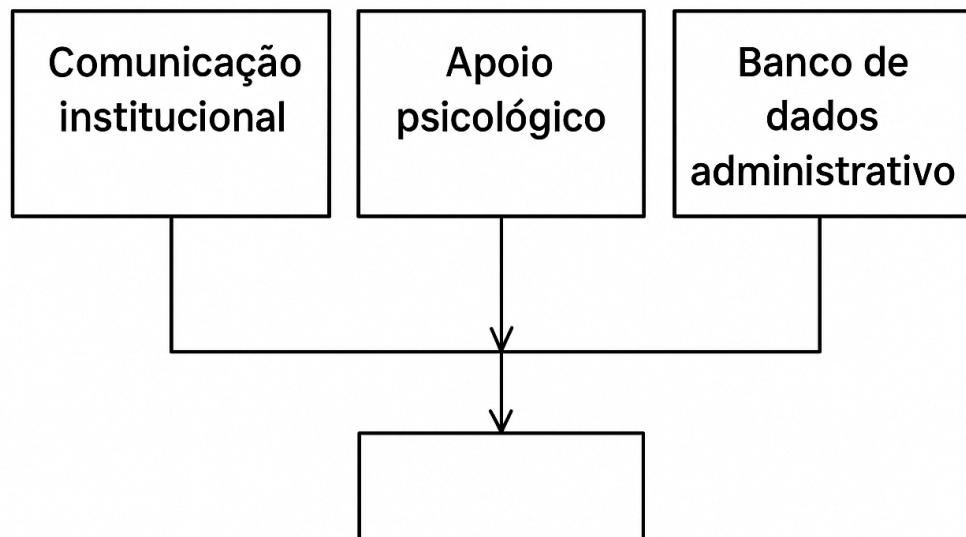 Comunicação
institucional
Apoio
psicológico
Banco de
dados
administrativo